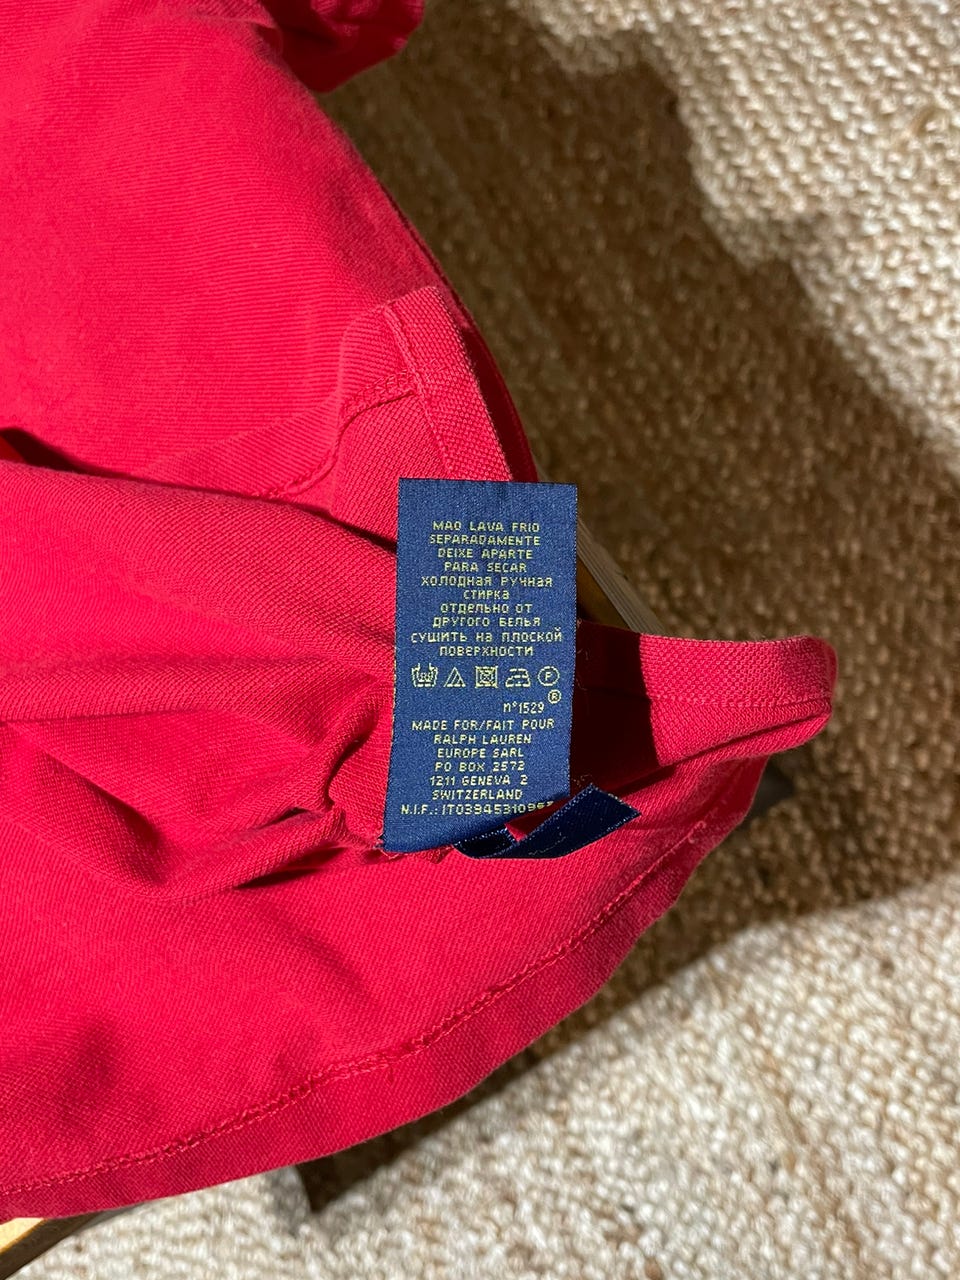 MAO LAVA FRIO
SEPARADAMENTE
DEIXE APARTE
PARA SECAR
ХОЛОДНАЯ РУЧНАЯ
СТИРКА
ОТДЕЛЬНО ОТ
ДРУГОГО БЕЛЬЯ
СУШИТЬ НА ПЛОСКОЙ
ПОВЕРХНОСТИ
P
®
n°1529
MADE FOR/FAIT POUR
RALPH LAUREN
EUROPE SARL
PO BOX 2572
1211 GENEVA 2
SWITZERLAND
N.I.F.: